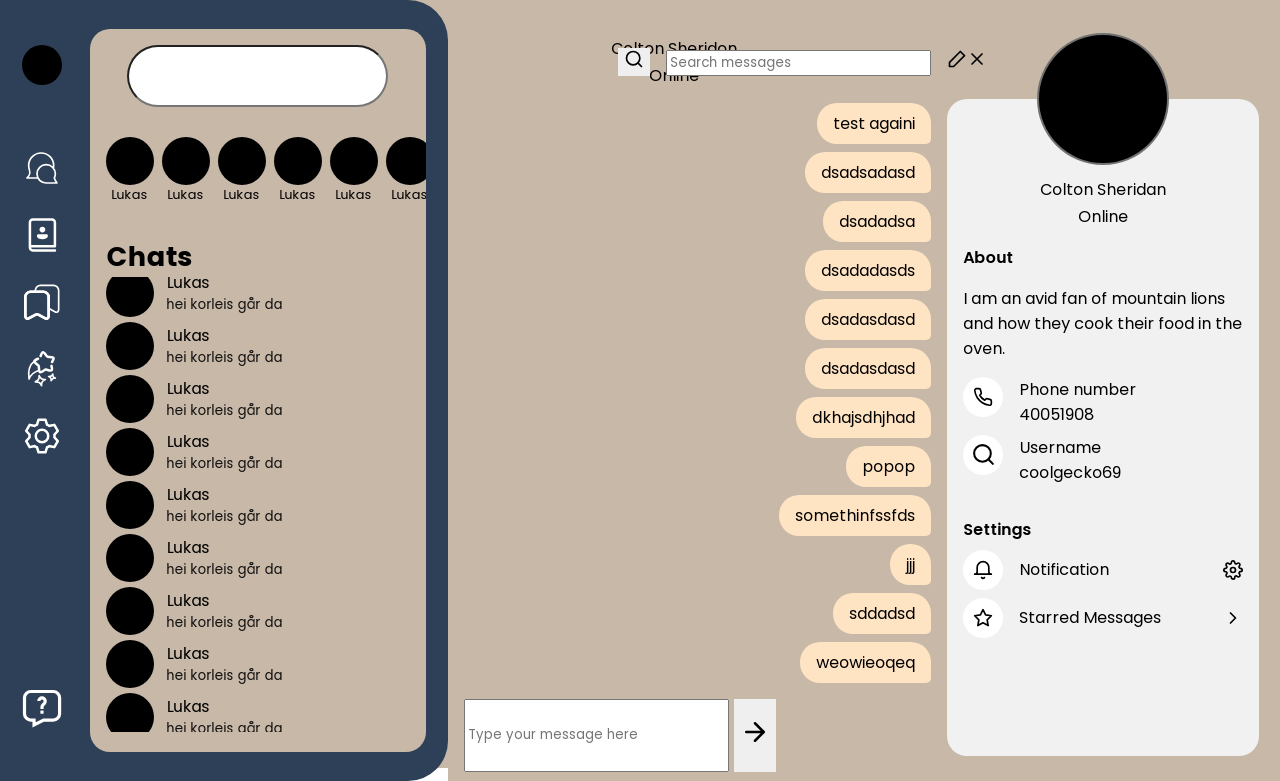 Lukas Lukas Lukas Lukas Lukas Lukas
Chats
Lukas
hei korleis går da
Lukas
hei korleis går da
Lukas
hei korleis går da
Lukas
hei korleis går da
Lukas
hei korleis går da
Lukas
hei korleis går da
Lukas
hei korleis går da
Lukas
hei korleis går da
Lukas
hei korleis går da
?
Colton Sheridon
Search messages
Online
test againi
dsadsadasd
dsadadsa
dsadadasds
dsadasdasd
dsadasdasd
dkhajsdhjhad
popop
somethinfssfds
jjj
sddadsd
weowieoqeq
Type your message here
Colton Sheridan
Online
About
I am an avid fan of mountain lions
and how they cook their food in the
oven.
Phone number
40051908
Username
coolgecko69
Settings
Notification
Starred Messages